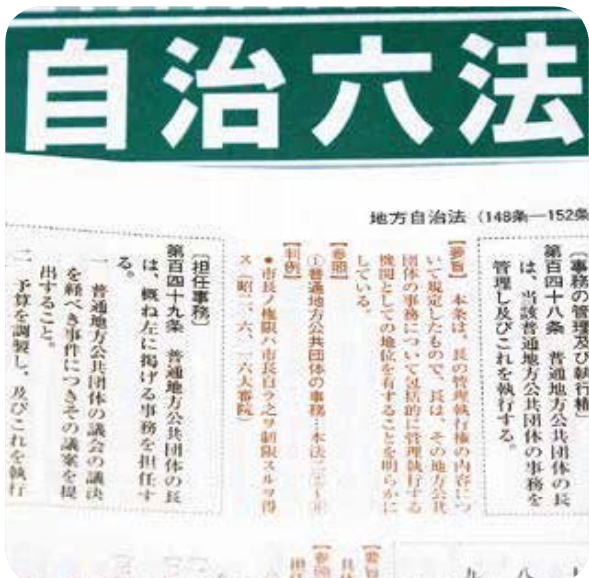 自治六法
地方自治法（148条―152条
〔事務の管理及び執行権〕
第百四十八条　普通地方公共団体の長
は、当該普通地方公共団体の事務を
管理し及びこれを執行する。
【要旨】　本条は、長の管理執行権の内容につ
いて規定したもので、長は、その地方公共
団体の事務について包括的に管理執行する
機関としての地位を有することを明らかに
している。
【参照】
①普通地方公共団体の事務…本法二②～
【判例】
●市長ノ権限ハ市長自ラ之ヲ制限スルヲ得
ス（昭二、六、一六大審院）
〔担任事務〕
第百四十九条　普通地方公共団体の長
は、概ね左に掲げる事務を担任す
る。
一　普通地方公共団体の議会の議決
を経べき事件につきその議案を提
出すること。
二　予算を調製し、及びこれを執行
【要旨】
【参照】